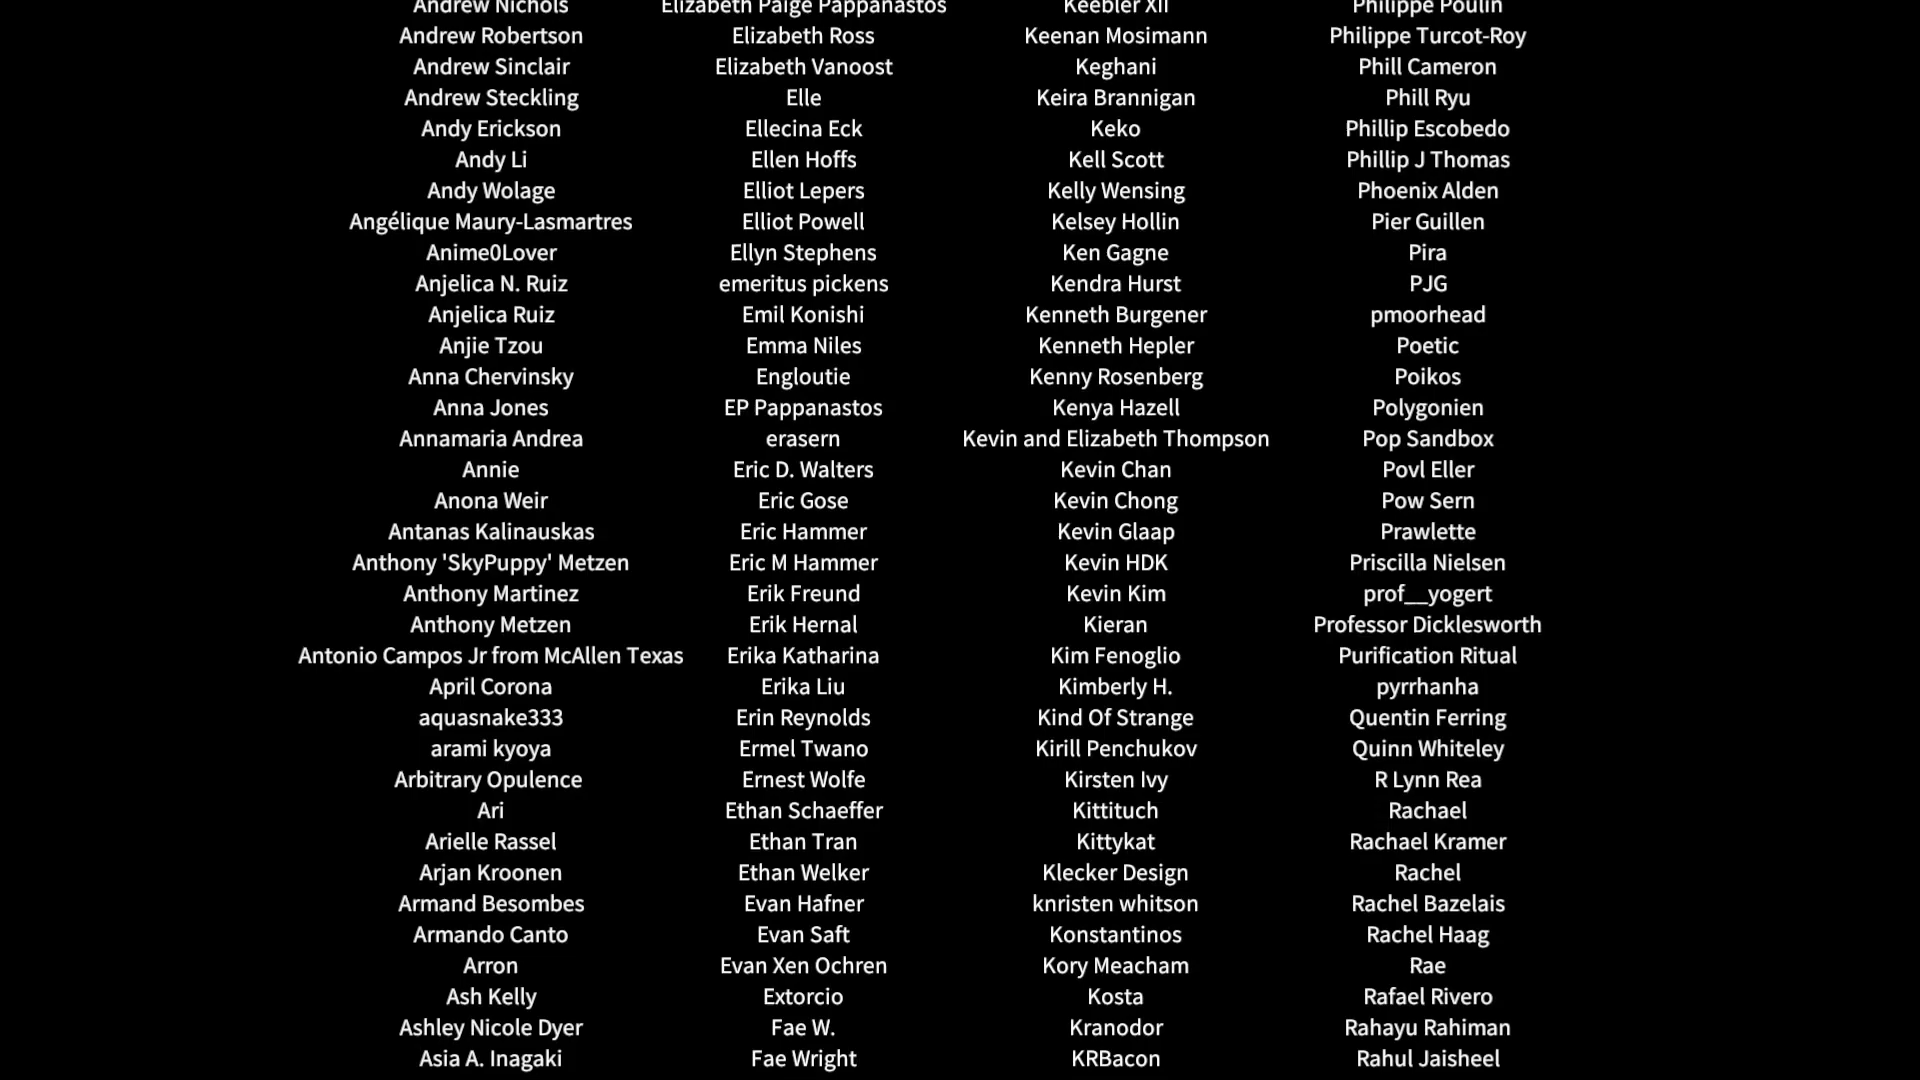 Andrew Nichols
Andrew Robertson
Andrew Sinclair
Andrew Steckling
Andy Erickson
Andy Li
Andy Wolage
Angélique Maury-Lasmartres
Anime0Lover
Anjelica N. Ruiz
Anjelica Ruiz
Anjie Tzou
Anna Chervinsky
Anna Jones
Annamaria Andrea
Annie
Anona Weir
Antanas Kalinauskas
Anthony 'SkyPuppy' Metzen
Anthony Martinez
Anthony Metzen
Antonio Campos Jr from McAllen Texas
April Corona
aquasnake333
arami kyoya
Arbitrary Opulence
Ari
Arielle Rassel
Arjan Kroonen
Armand Besombes
Armando Canto
Arron
Ash Kelly
Ashley Nicole Dyer
Asia A. Inagaki
Elizabeth Paige Pappanastos
Elizabeth Ross
Elizabeth Vanoost
Elle
Ellecina Eck
Ellen Hoffs
Elliot Lepers
Elliot Powell
Ellyn Stephens
emeritus pickens
Emil Konishi
Emma Niles
Engloutie
EP Pappanastos
erasern
Eric D. Walters
Eric Gose
Eric Hammer
Eric M Hammer
Erik Freund
Erik Hernal
Erika Katharina
Erika Liu
Erin Reynolds
Ermel Twano
Ernest Wolfe
Ethan Schaeffer
Ethan Tran
Ethan Welker
Evan Hafner
Evan Saft
Evan Xen Ochren
Extorcio
Fae W.
Fae Wright
Keebler XII
Keenan Mosimann
Keghani
Keira Brannigan
Keko
Kell Scott
Kelly Wensing
Kelsey Hollin
Ken Gagne
Kendra Hurst
Kenneth Burgener
Kenneth Hepler
Kenny Rosenberg
Kenya Hazell
Kevin and Elizabeth Thompson
Kevin Chan
Kevin Chong
Kevin Glaap
Kevin HDK
Kevin Kim
Kieran
Kim Fenoglio
Kimberly H.
Kind Of Strange
Kirill Penchukov
Kirsten Ivy
Kittituch
Kittykat
Klecker Design
knristen whitson
Konstantinos
Kory Meacham
Kosta
Kranodor
KRBacon
Philippe Poulin
Philippe Turcot-Roy
Phill Cameron
Phill Ryu
Phillip Escobedo
Phillip J Thomas
Phoenix Alden
Pier Guillen
Pira
PJG
pmoorhead
Poetic
Poikos
Polygonien
Pop Sandbox
Povl Eller
Pow Sern
Prawlette
Priscilla Nielsen
prof__yogert
Professor Dicklesworth
Purification Ritual
pyrrhanha
Quentin Ferring
Quinn Whiteley
R Lynn Rea
Rachael
Rachael Kramer
Rachel
Rachel Bazelais
Rachel Haag
Rae
Rafael Rivero
Rahayu Rahiman
Rahul Jaisheel